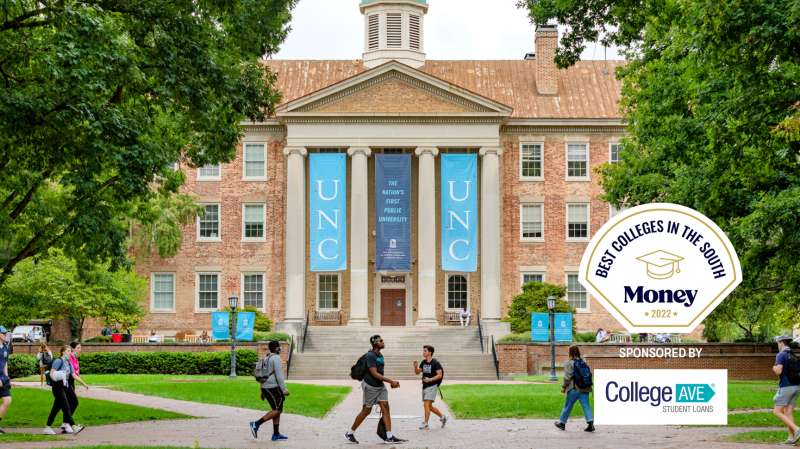 UNC
THE
NATION'S
FIRST
PUBLIC
UNIVERSITY
UNC
BEST COLLEGES IN THE SOUTH
Money
• 2022 •
SPONSORED BY
College AVE
STUDENT LOANS